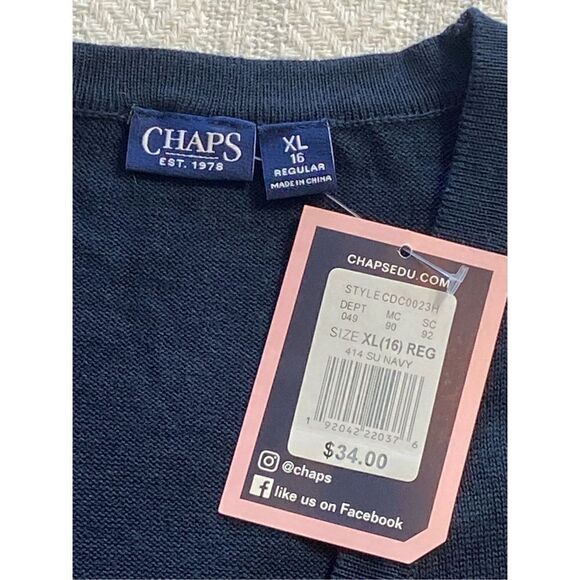 CHAPS
EST. 1978
XL
16
REGULAR
MADE IN CHINA
CHAPSEDU.COM
STYLE CDC0023H
DEPT MC SC
049 90 92
SIZE XL(16) REG
414 SU NAVY
1 92042 22037 6
$34.00
@chaps
like us on Facebook